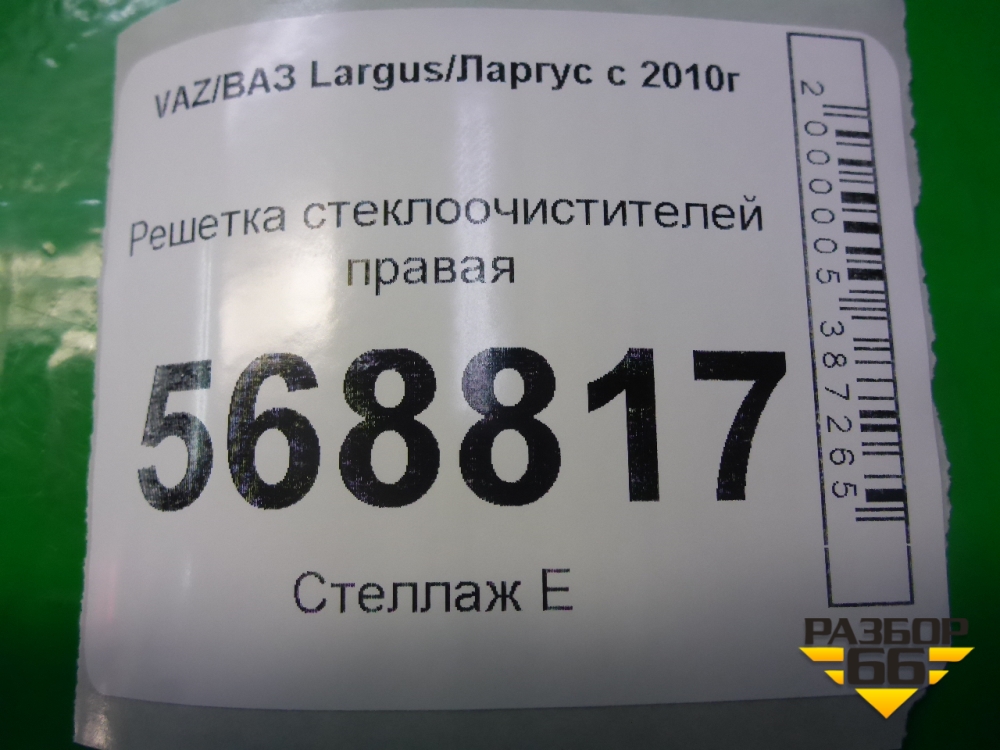 VAZ/ВАЗ Largus/Ларгус с 2010г
Решетка стеклоочистителей
правая
568817
Стеллаж Е
2000005387265
РАЗБОР
66